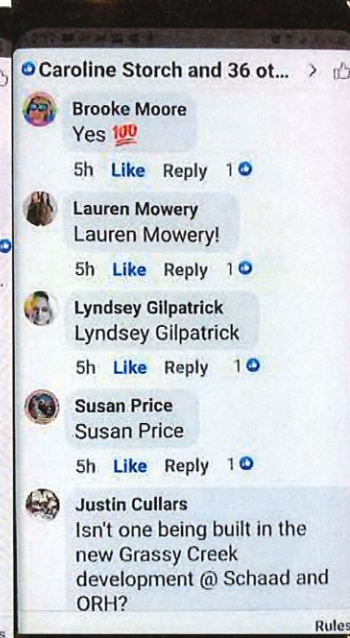 Caroline Storch and 36 ot...
Brooke Moore
Yes 💯
5h Like Reply 1
Lauren Mowery
Lauren Mowery!
5h Like Reply 1
Lyndsey Gilpatrick
Lyndsey Gilpatrick
5h Like Reply 1
Susan Price
Susan Price
5h Like Reply 1
Justin Cullars
Isn't one being built in the
new Grassy Creek
development @ Schaad and
ORH?
Rules